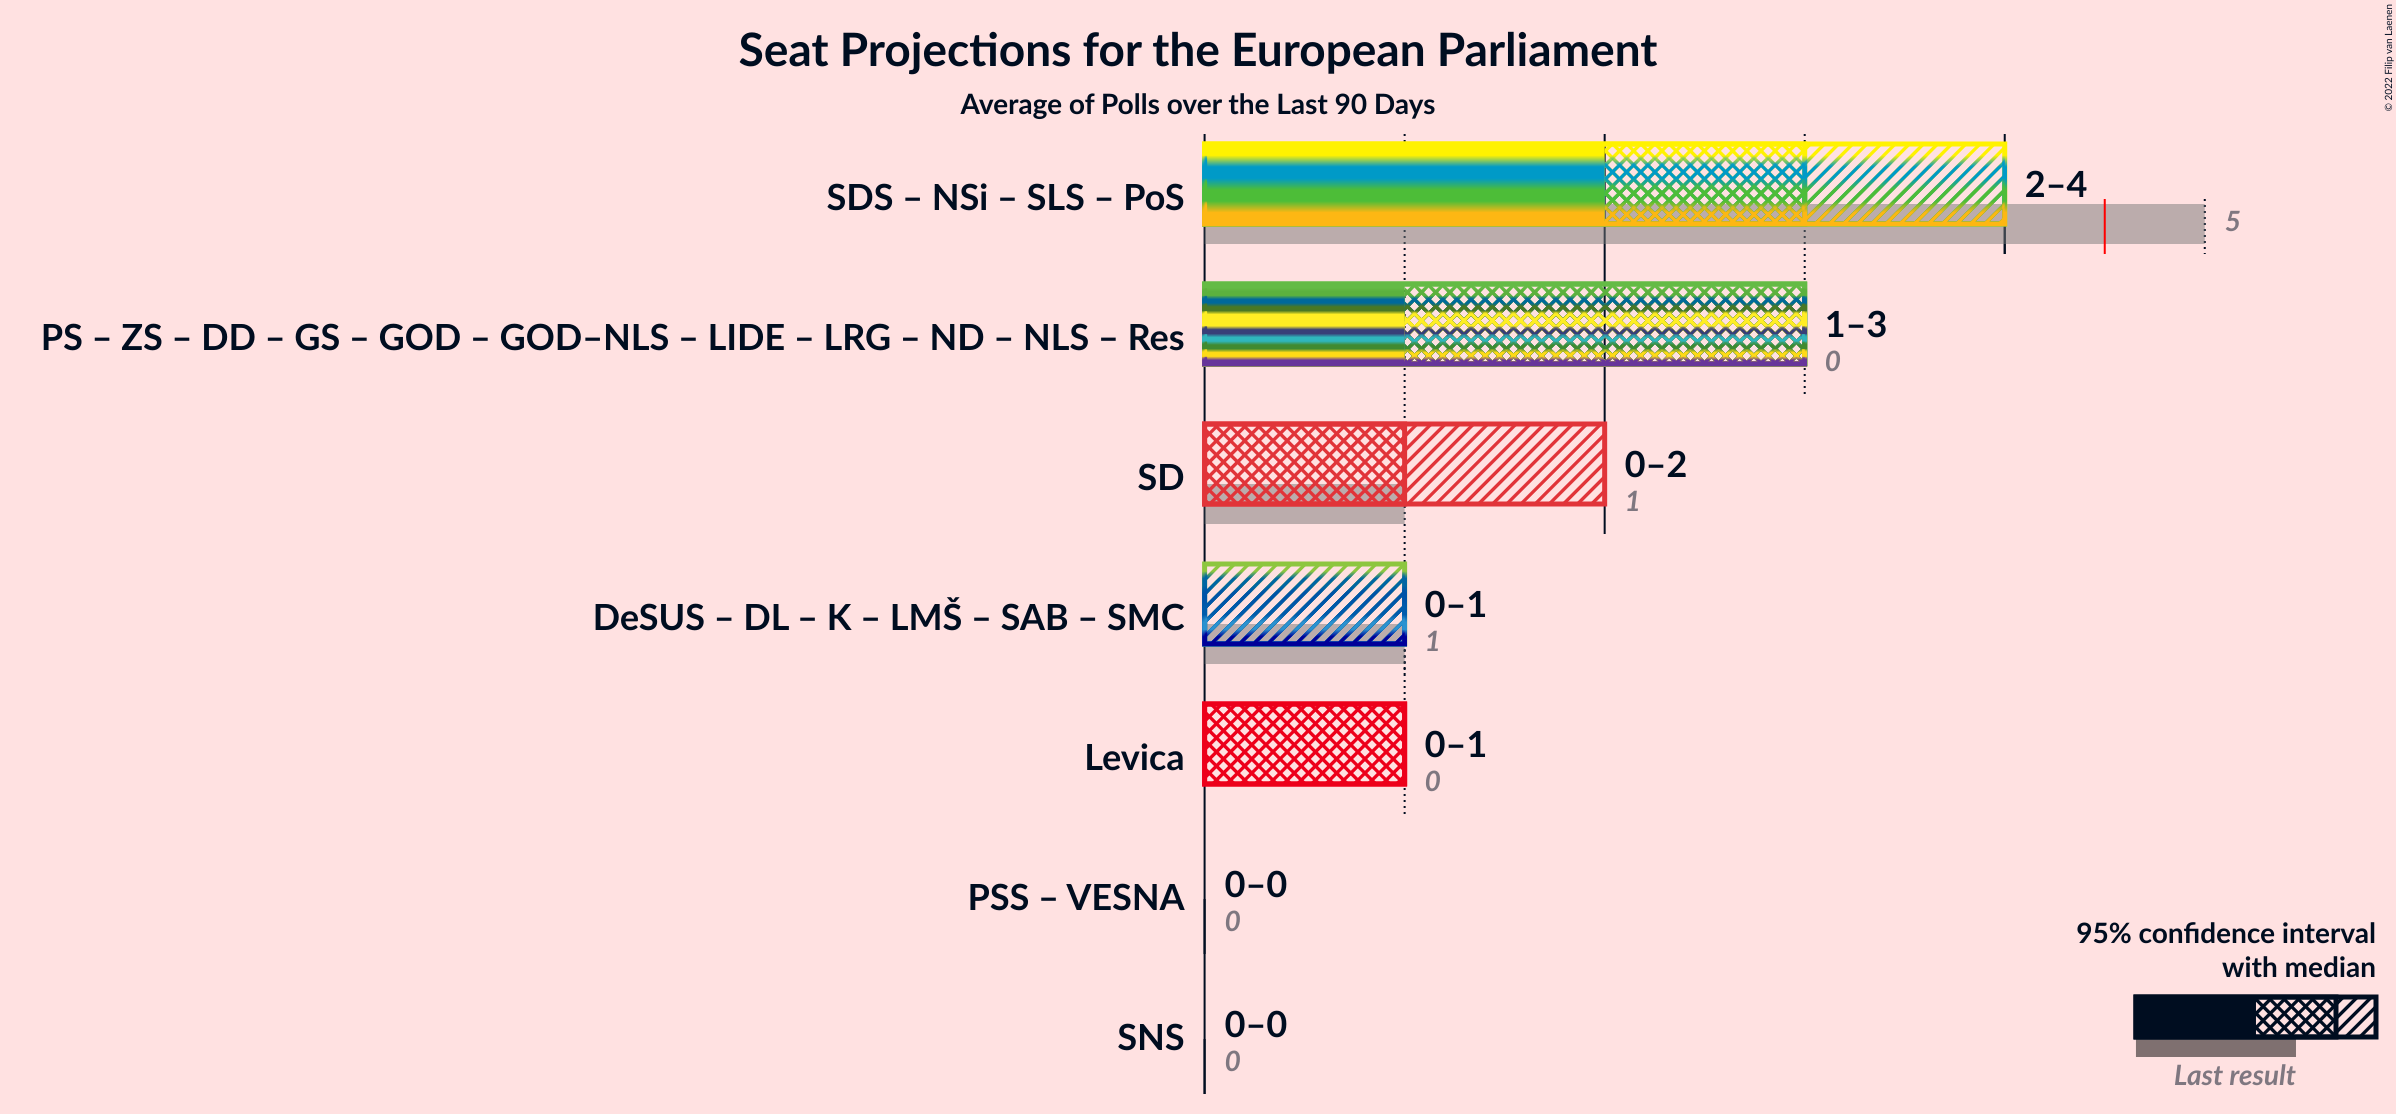 Seat Projections for the European Parliament
Average of Polls over the Last 90 Days
© 2022 Filip van Laenen
SDS – NSi – SLS – PoS
2–4
5
PS – ZS – DD – GS – GOD – GOD–NLS – LIDE – LRG – ND – NLS – Res
1–3
0
SD
0–2
1
DeSUS – DL – K – LMŠ – SAB – SMC
0–1
1
Levica
0–1
0
PSS – VESNA
0–0
0
SNS
0–0
0
95% confidence interval
with median
Last result